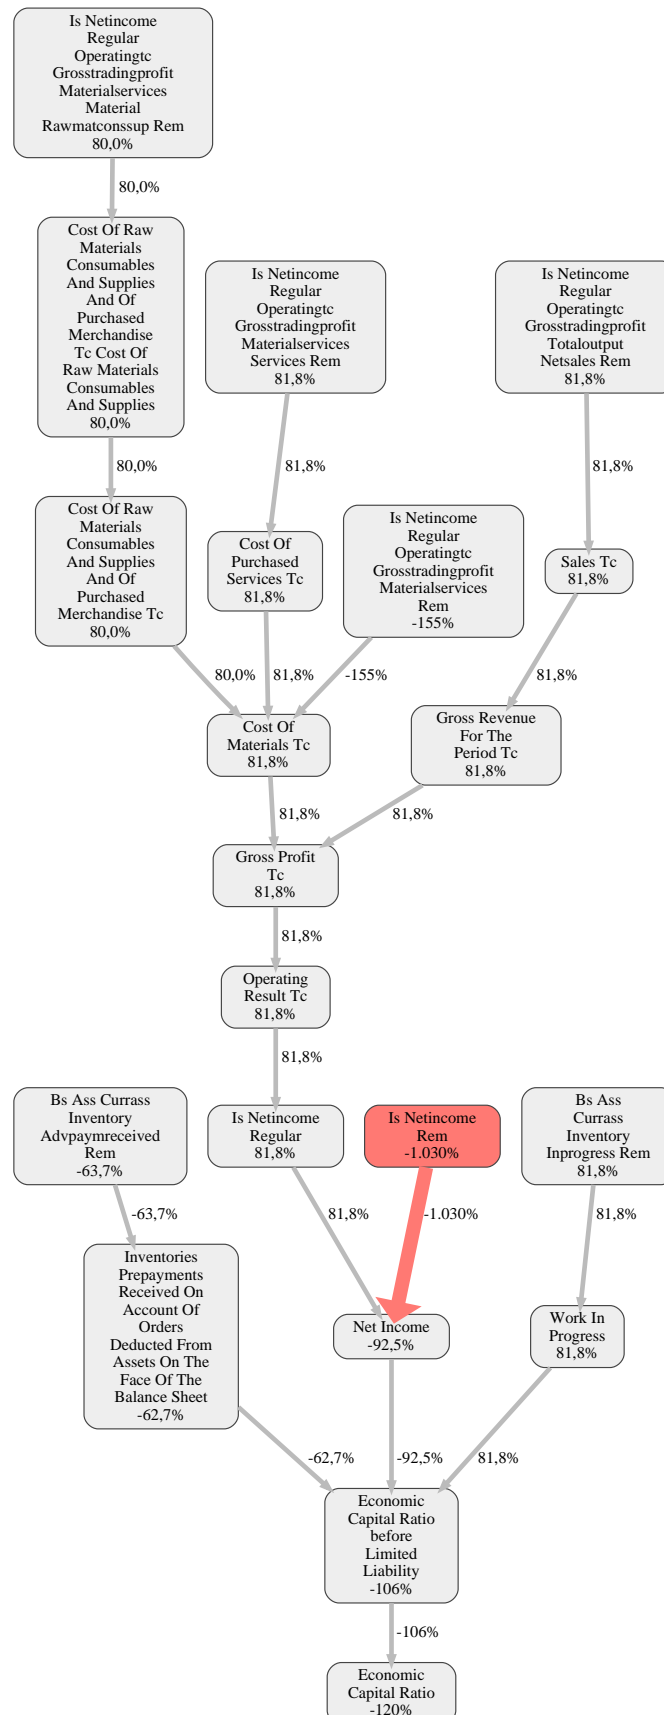 Is Netincome
Regular
Operatingtc
Grosstradingprofit
Materialservices
Material
Rawmatconssup Rem
80,0%
80,0%
Cost Of Raw
Materials
Consumables
And Supplies
And Of
Purchased
Merchandise
Tc Cost Of
Raw Materials
Consumables
And Supplies
80,0%
Is Netincome
Regular
Operatingtc
Grosstradingprofit
Materialservices
Services Rem
81,8%
Is Netincome
Regular
Operatingtc
Grosstradingprofit
Totaloutput
Netsales Rem
81,8%
80,0%
81,8%
81,8%
Cost Of Raw
Materials
Consumables
And Supplies
And Of
Purchased
Merchandise Tc
80,0%
Cost Of
Purchased
Services Tc
81,8%
Is Netincome
Regular
Operatingtc
Grosstradingprofit
Materialservices
Rem
-155%
Sales Tc
81,8%
80,0%
81,8%
-155%
81,8%
Cost Of
Materials Tc
81,8%
Gross Revenue
For The
Period Tc
81,8%
81,8%
81,8%
Gross Profit
Tc
81,8%
81,8%
Operating
Result Tc
81,8%
81,8%
Bs Ass Currass
Inventory
Advpaymreceived
Rem
-63,7%
Is Netincome
Regular
81,8%
Is Netincome
Rem
-1.030%
Bs Ass
Currass
Inventory
Inprogress Rem
81,8%
-63,7%
81,8%
-1.030%
81,8%
Inventories
Prepayments
Received On
Account Of
Orders
Deducted From
Assets On The
Face Of The
Balance Sheet
-62,7%
Net Income
-92,5%
Work In
Progress
81,8%
-62,7%
-92,5%
81,8%
Economic
Capital Ratio
before
Limited
Liability
-106%
-106%
Economic
Capital Ratio
-120%